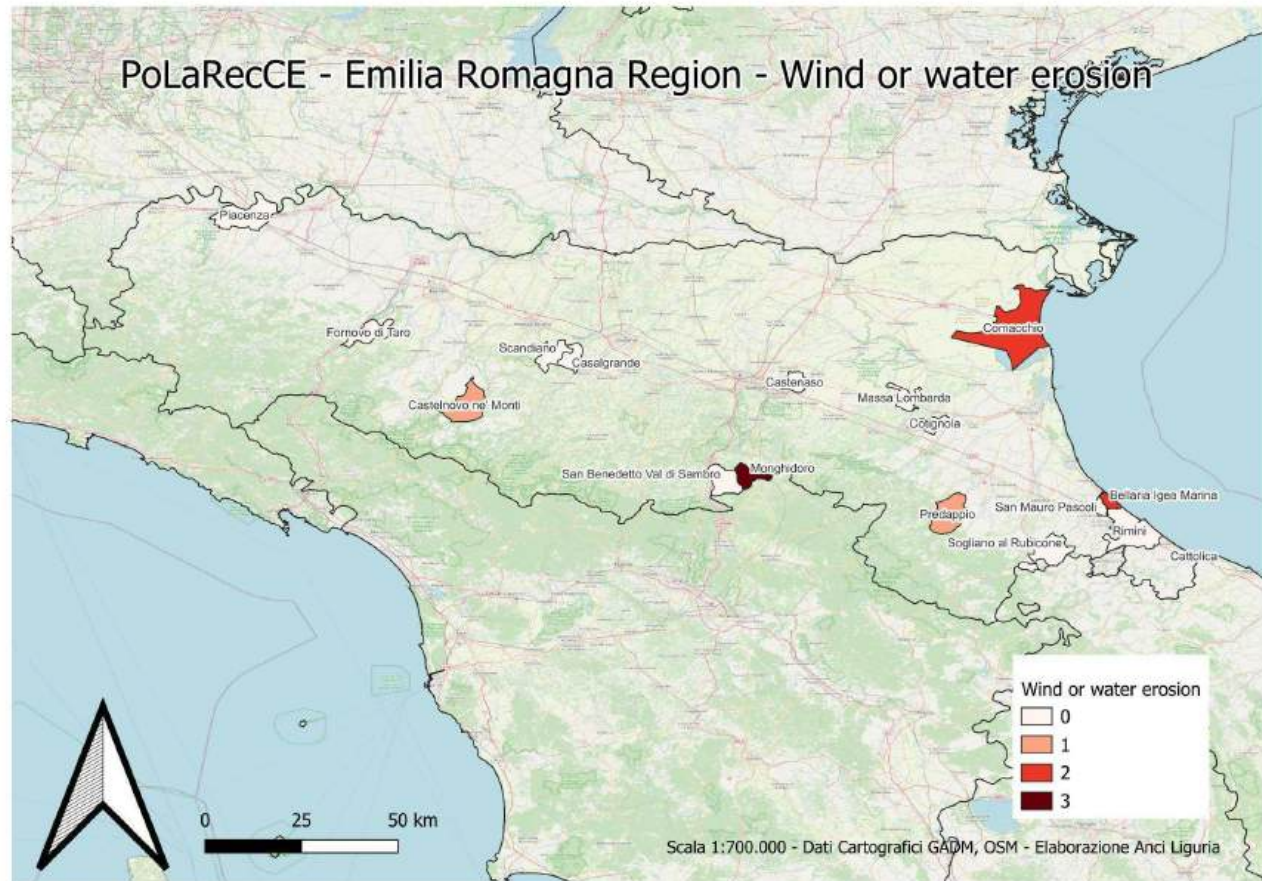 PoLaRecCE - Emilia Romagna Region - Wind or water erosion
Piacenza
Comacchio
Fornovo di Taro
Scandiano
Casalgrande
Castenaso
Castelnovo ne' Monti
Massa Lombarda
Cotignola
San Benedetto Val di Sambro
Monghidoro
Bellaria Igea Marina
San Mauro Pascoli
Predappio
Rimini
Sogliano al Rubicone
Cattolica
Wind or water erosion
0
1
2
3
0 25 50 km
Scala 1:700.000 - Dati Cartografici GADM, OSM - Elaborazione Anci Liguria